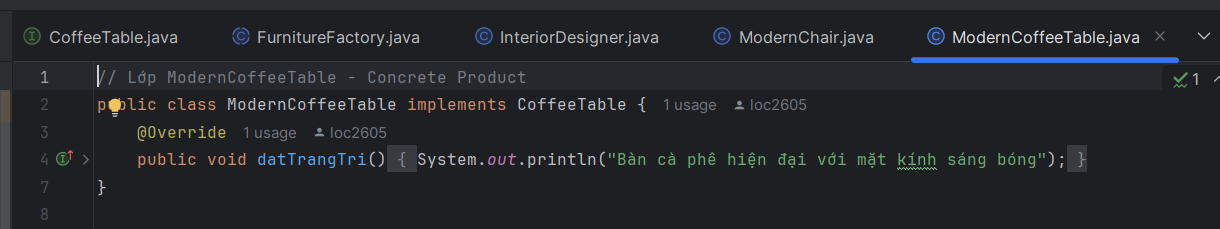 CoffeeTable.java FurnitureFactory.java InteriorDesigner.java ModernChair.java ModernCoffeeTable.java
1 // Lớp ModernCoffeeTable - Concrete Product 1
2 public class ModernCoffeeTable implements CoffeeTable { 1 usage loc2605
3 @Override 1 usage loc2605
4 public void datTrangTri() { System.out.println("Bàn cà phê hiện đại với mặt kính sáng bóng"); }
7 }
8